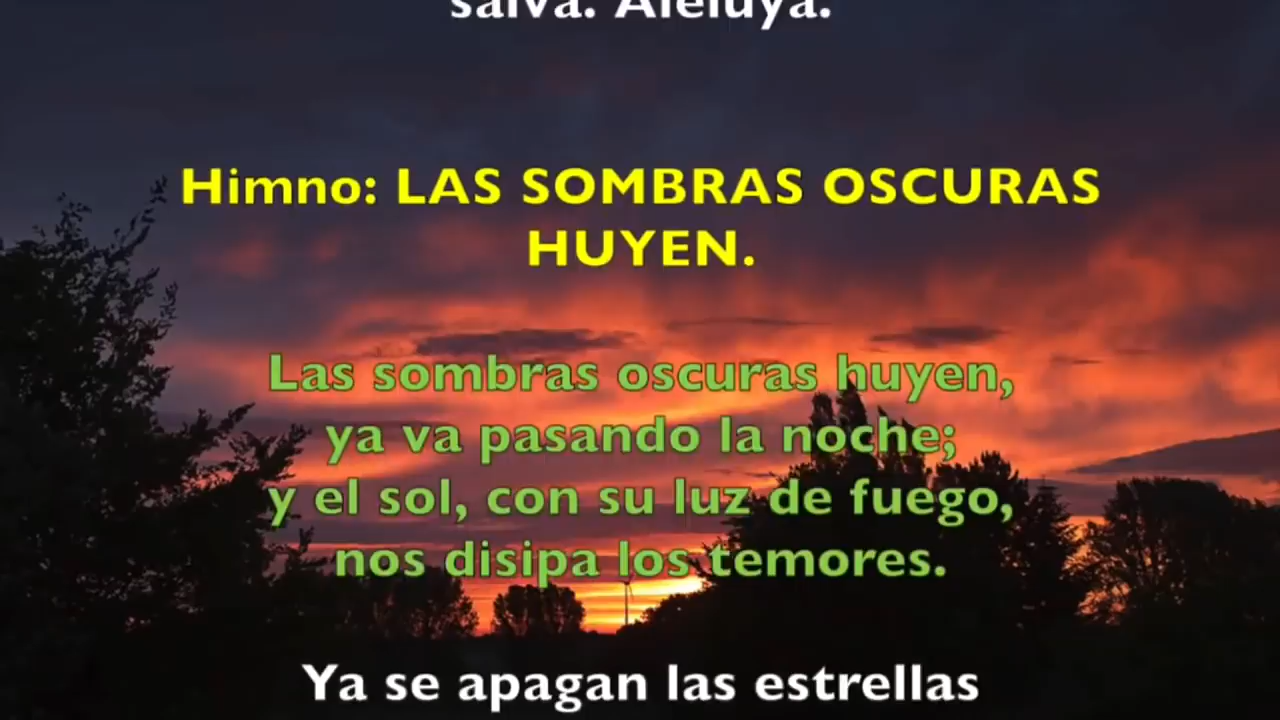 salva. Aleluya.
Himno: LAS SOMBRAS OSCURAS
HUYEN.
Las sombras oscuras huyen,
ya va pasando la noche;
y el sol, con su luz de fuego,
nos disipa los temores.
Ya se apagan las estrellas